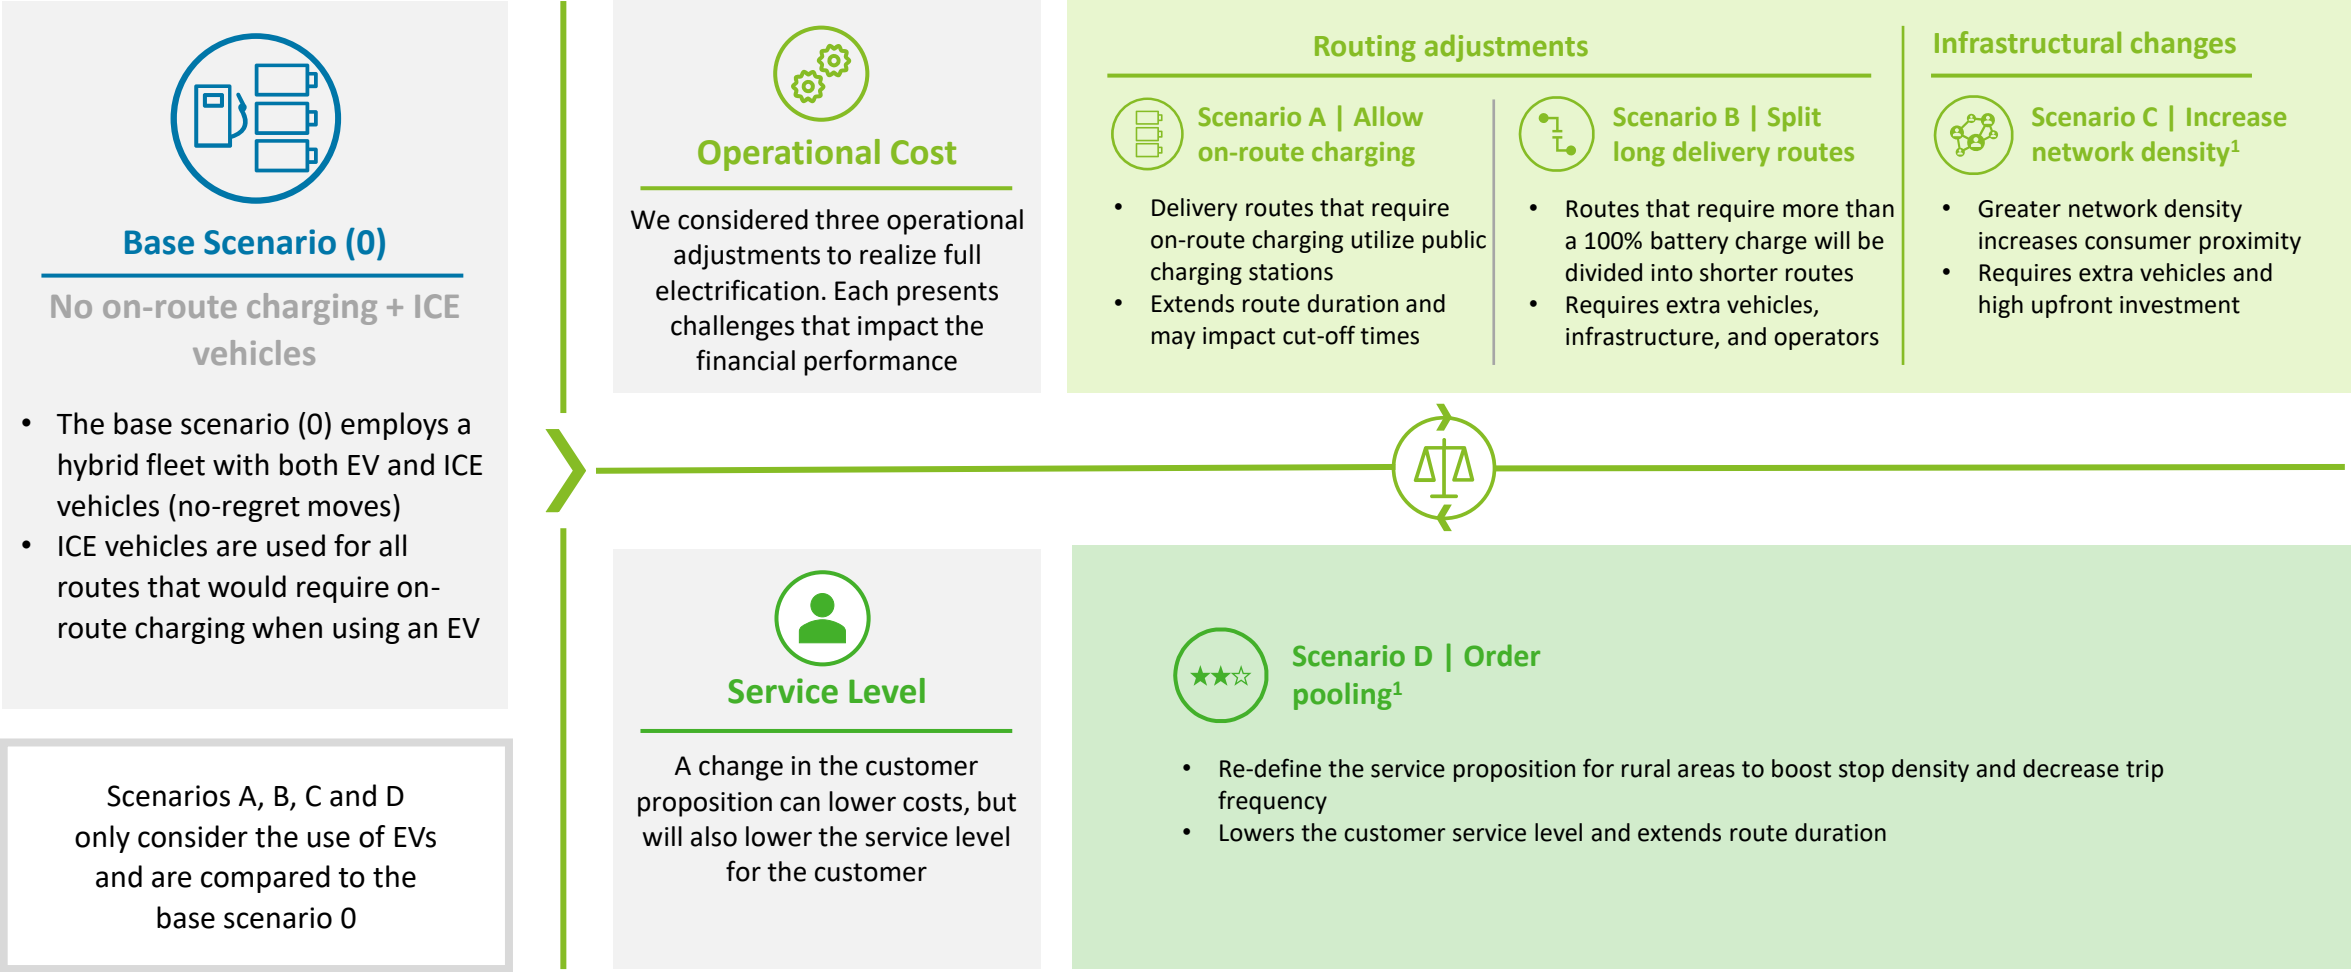 Base Scenario (0)
No on-route charging + ICE
vehicles
• The base scenario (0) employs a
hybrid fleet with both EV and ICE
vehicles (no-regret moves)
• ICE vehicles are used for all
routes that would require on-
route charging when using an EV
Scenarios A, B, C and D
only consider the use of EVs
and are compared to the
base scenario 0
Operational Cost
We considered three operational
adjustments to realize full
electrification. Each presents
challenges that impact the
financial performance
Routing adjustments
Scenario A | Allow
on-route charging
• Delivery routes that require
on-route charging utilize public
charging stations
• Extends route duration and
may impact cut-off times
Scenario B | Split
long delivery routes
• Routes that require more than
a 100% battery charge will be
divided into shorter routes
• Requires extra vehicles,
infrastructure, and operators
Infrastructural changes
Scenario C | Increase
network density¹
• Greater network density
increases consumer proximity
• Requires extra vehicles and
high upfront investment
Service Level
A change in the customer
proposition can lower costs, but
will also lower the service level
for the customer
Scenario D | Order
pooling¹
• Re-define the service proposition for rural areas to boost stop density and decrease trip
frequency
• Lowers the customer service level and extends route duration